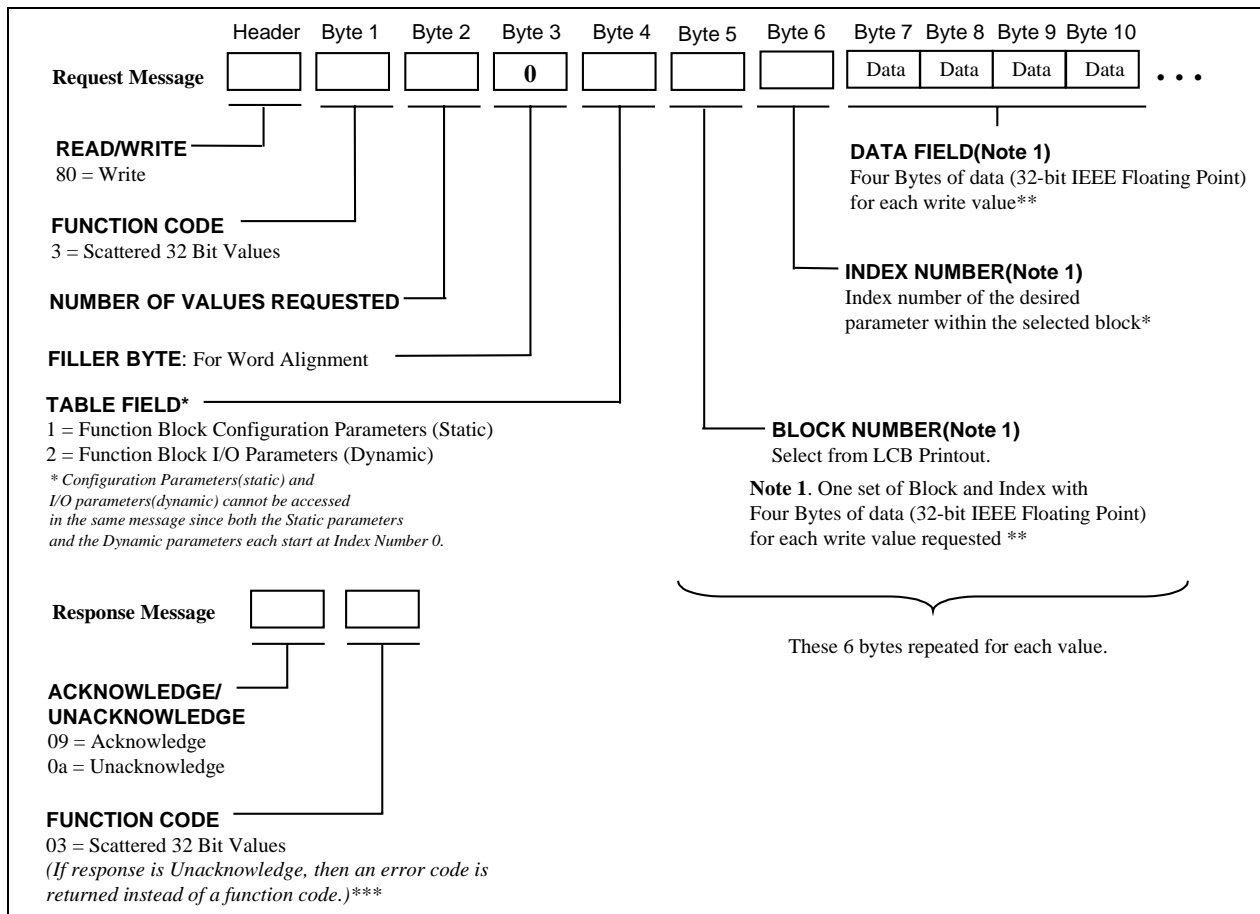 Header Byte 1 Byte 2 Byte 3 Byte 4 Byte 5 Byte 6 Byte 7 Byte 8 Byte 9 Byte 10
Request Message 0 Data Data Data Data . . .
READ/WRITE
80 = Write
FUNCTION CODE
3 = Scattered 32 Bit Values
NUMBER OF VALUES REQUESTED
FILLER BYTE: For Word Alignment
TABLE FIELD*
1 = Function Block Configuration Parameters (Static)
2 = Function Block I/O Parameters (Dynamic)
* Configuration Parameters(static) and
I/O parameters(dynamic) cannot be accessed
in the same message since both the Static parameters
and the Dynamic parameters each start at Index Number 0.
DATA FIELD(Note 1)
Four Bytes of data (32-bit IEEE Floating Point)
for each write value**
INDEX NUMBER(Note 1)
Index number of the desired
parameter within the selected block*
BLOCK NUMBER(Note 1)
Select from LCB Printout.
Note 1. One set of Block and Index with
Four Bytes of data (32-bit IEEE Floating Point)
for each write value requested **
These 6 bytes repeated for each value.
Response Message
ACKNOWLEDGE/
UNACKNOWLEDGE
09 = Acknowledge
0a = Unacknowledge
FUNCTION CODE
03 = Scattered 32 Bit Values
(If response is Unacknowledge, then an error code is
returned instead of a function code.)***